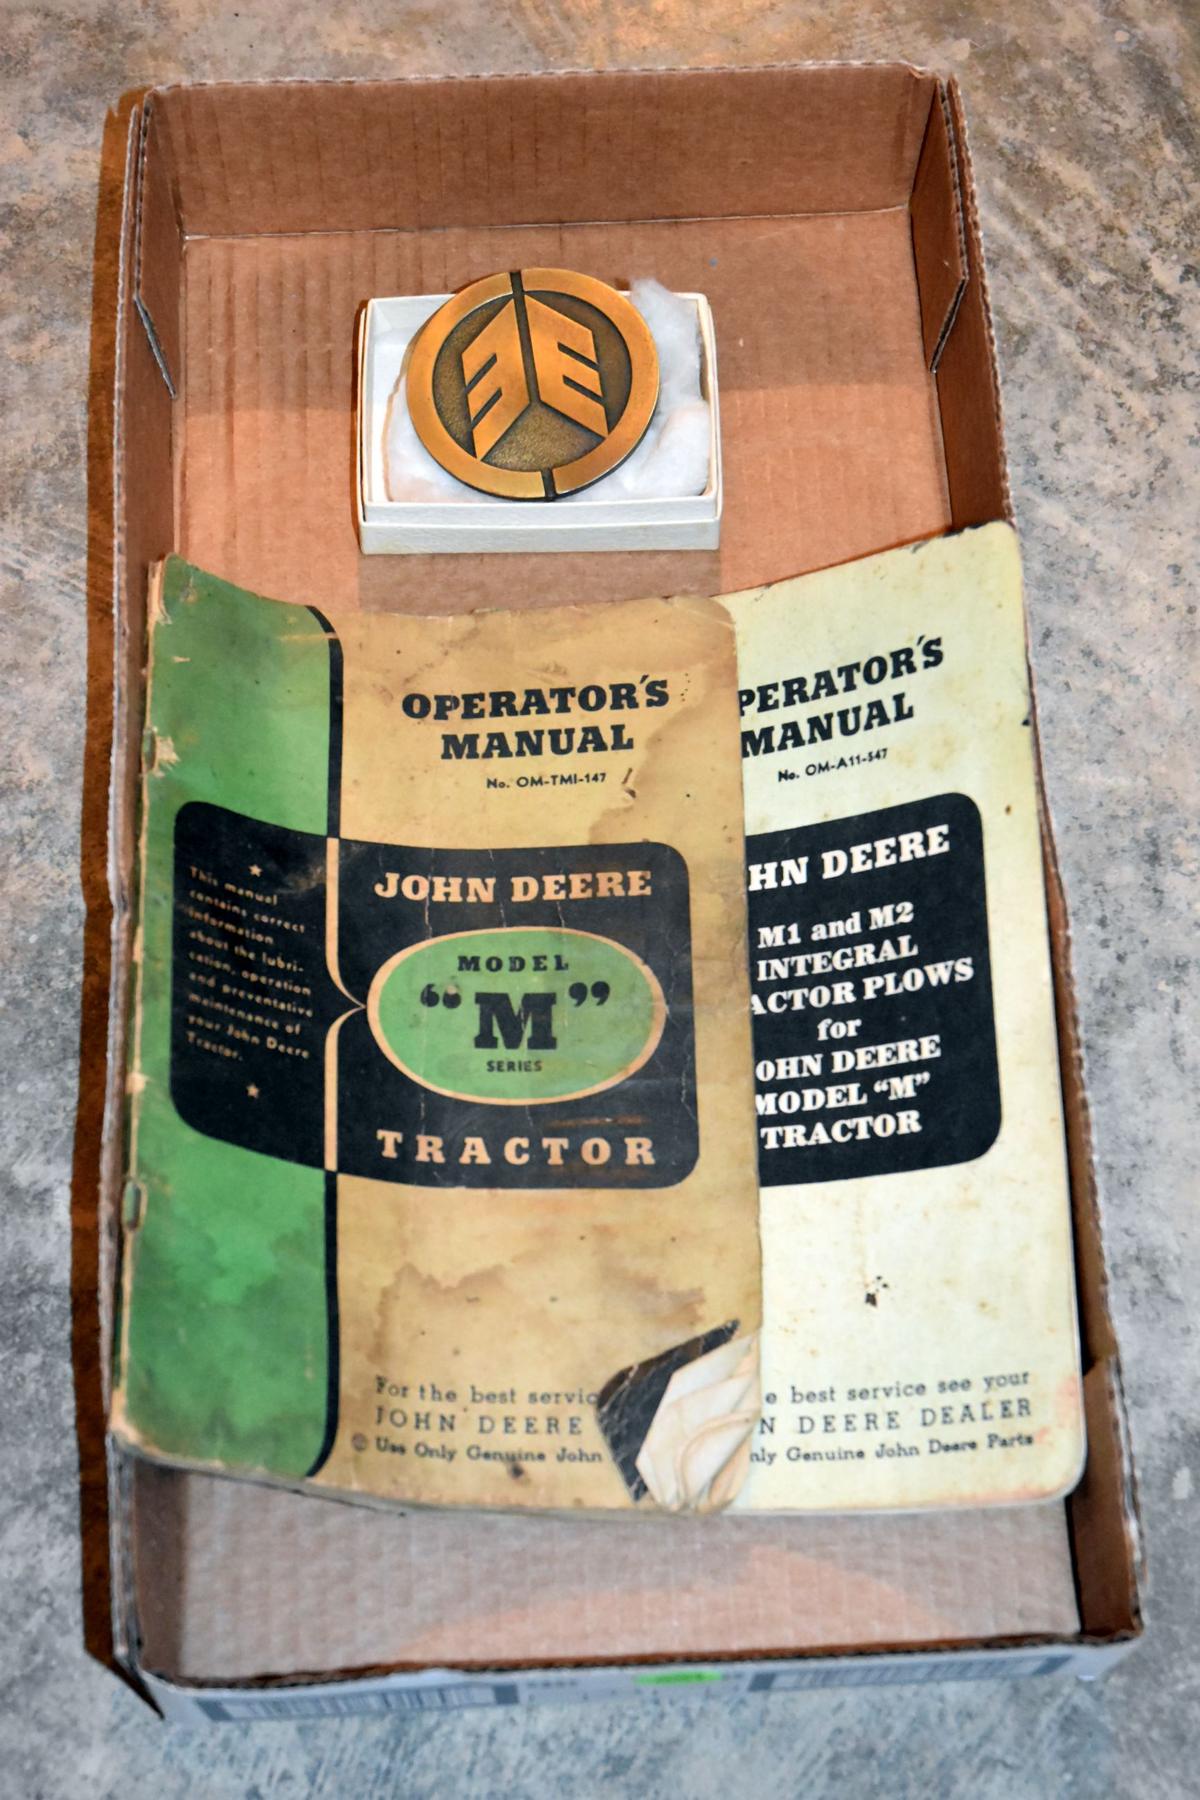 OPERATOR'S
MANUAL
No. OM-TMI-147
★
This manual
contains correct
information
about the lubri-
cation, operation
and preventative
maintenance of
your John Deere
Tractor.
★
JOHN DEERE
MODEL
“M”
SERIES
TRACTOR
For the best servic
JOHN DEERE
Use Only Genuine John
PERATOR'S
MANUAL
No. OM-A11-547
HN DEERE
M1 and M2
INTEGRAL
ACTOR PLOWS
for
OHN DEERE
MODEL “M”
TRACTOR
e best service see your
N DEERE DEALER
nly Genuine John Deere Parts